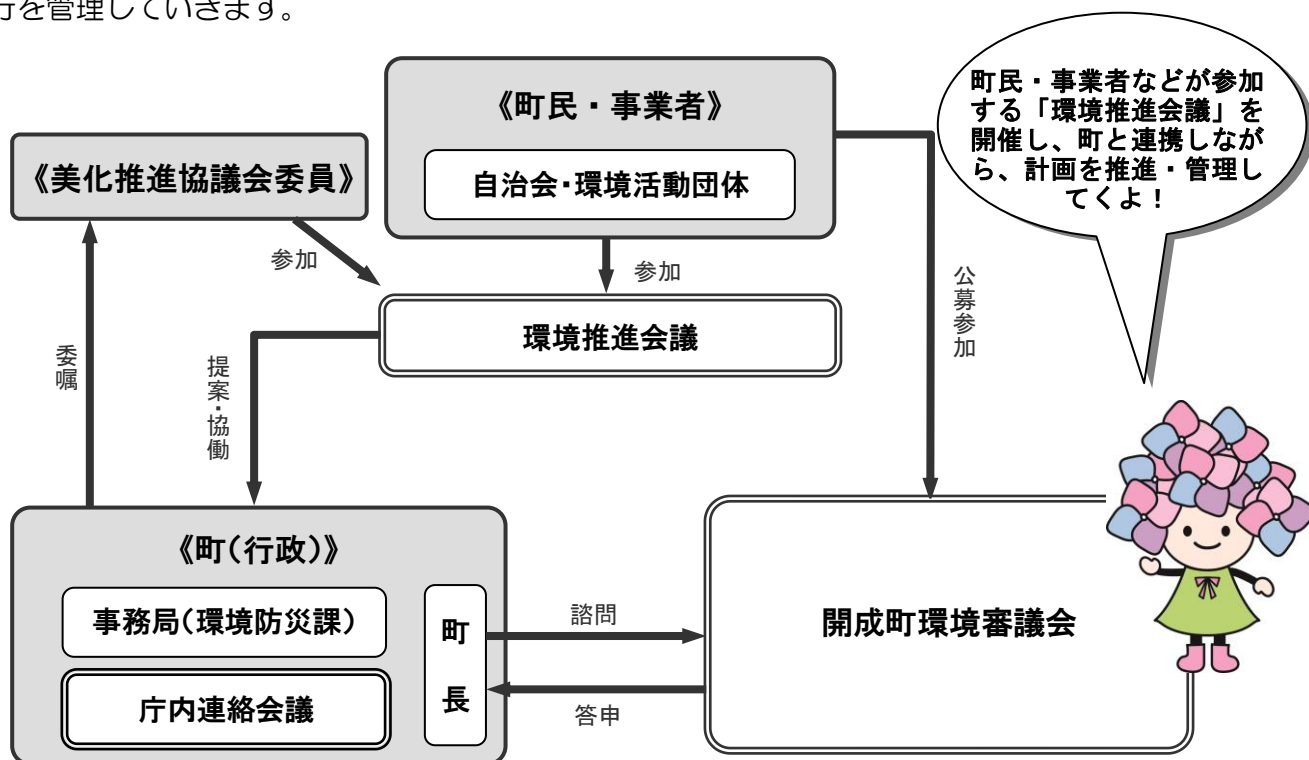 行を管理していきます。
町民・事業者などが参加
する「環境推進会議」を
開催し、町と連携しなが
ら、計画を推進・管理し
てくよ！
《町民・事業者》
自治会・環境活動団体
《美化推進協議会委員》
参加
参加
公募参加
環境推進会議
委嘱
提案・協働
《町(行政)》
事務局(環境防災課)
庁内連絡会議
町長
諮問
答申
開成町環境審議会